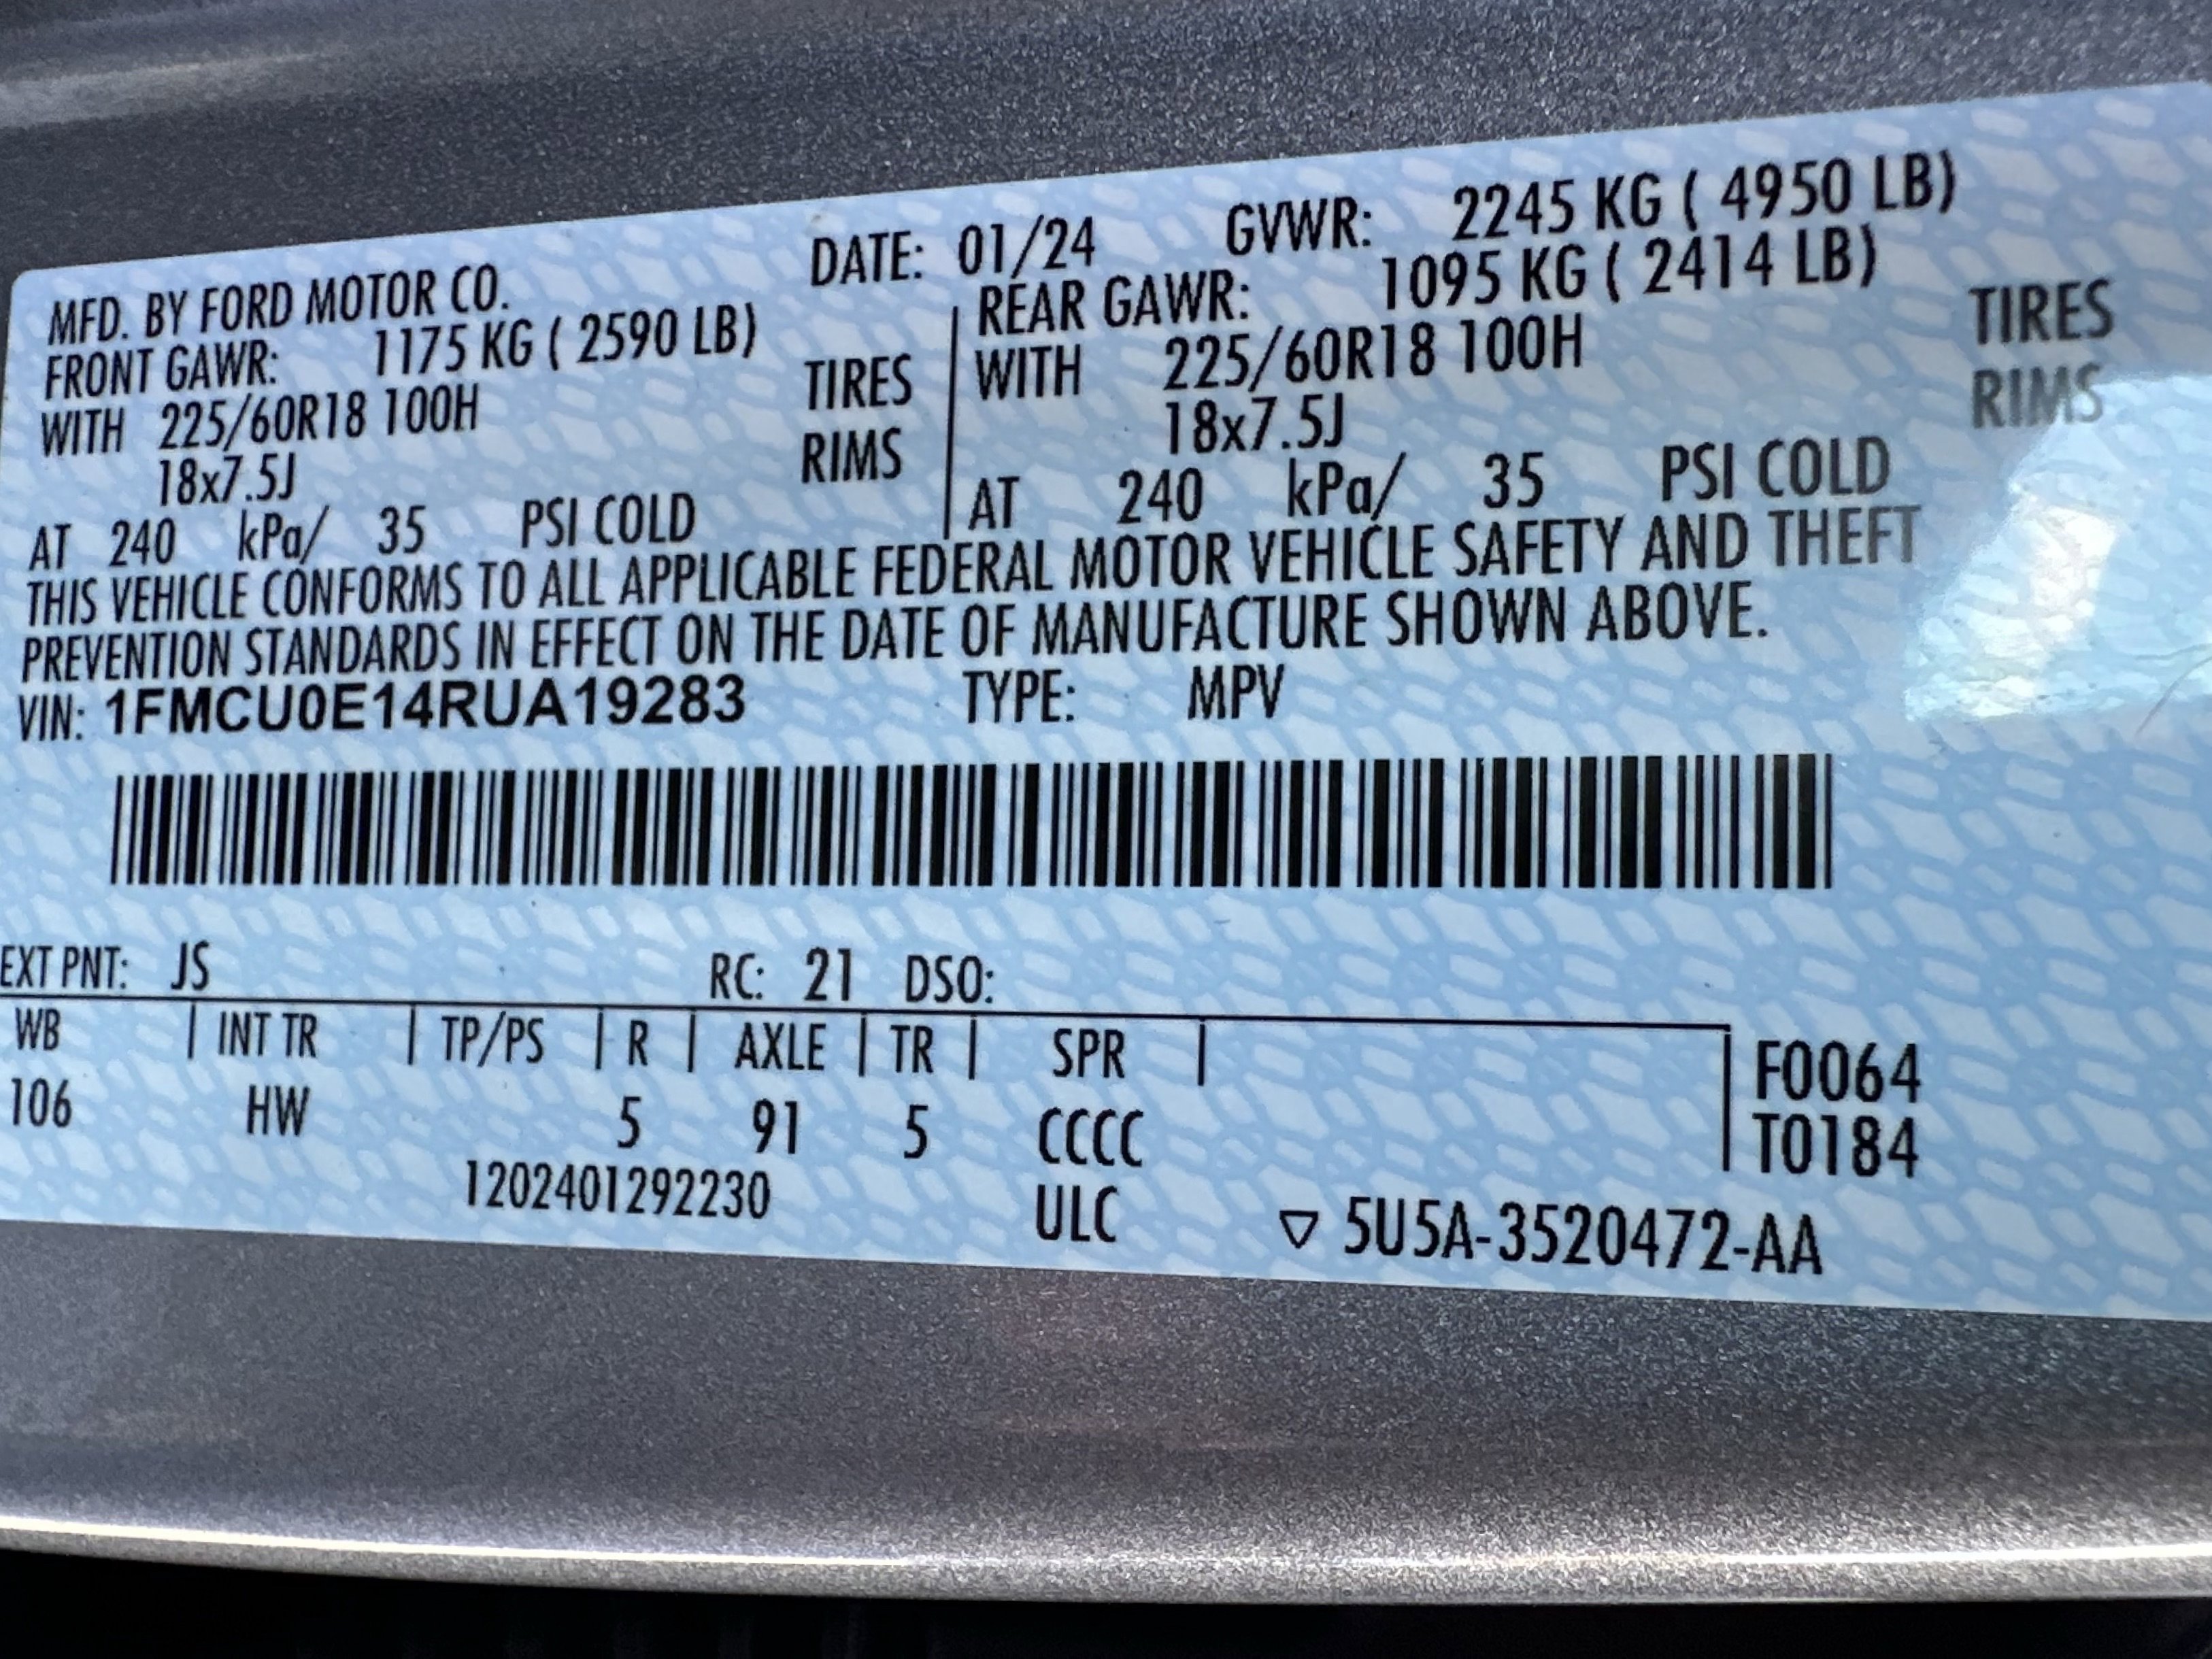 MFD. BY FORD MOTOR CO. DATE: 01/24 GVWR: 2245 KG ( 4950 LB)
FRONT GAWR: 1175 KG ( 2590 LB) REAR GAWR: 1095 KG ( 2414 LB)
WITH 225/60R18 100H TIRES WITH 225/60R18 100H TIRES
18x7.5J RIMS 18x7.5J RIMS
AT 240 kPa/ 35 PSI COLD AT 240 kPa/ 35 PSI COLD
THIS VEHICLE CONFORMS TO ALL APPLICABLE FEDERAL MOTOR VEHICLE SAFETY AND THEFT
PREVENTION STANDARDS IN EFFECT ON THE DATE OF MANUFACTURE SHOWN ABOVE.
VIN: 1FMCU0E14RUA19283 TYPE: MPV
EXT PNT: JS RC: 21 DSO:
WB | INT TR | TP/PS | R | AXLE | TR | SPR | F0064
106 HW 5 91 5 CCCC T0184
1202401292230 ULC ▽ 5U5A-3520472-AA